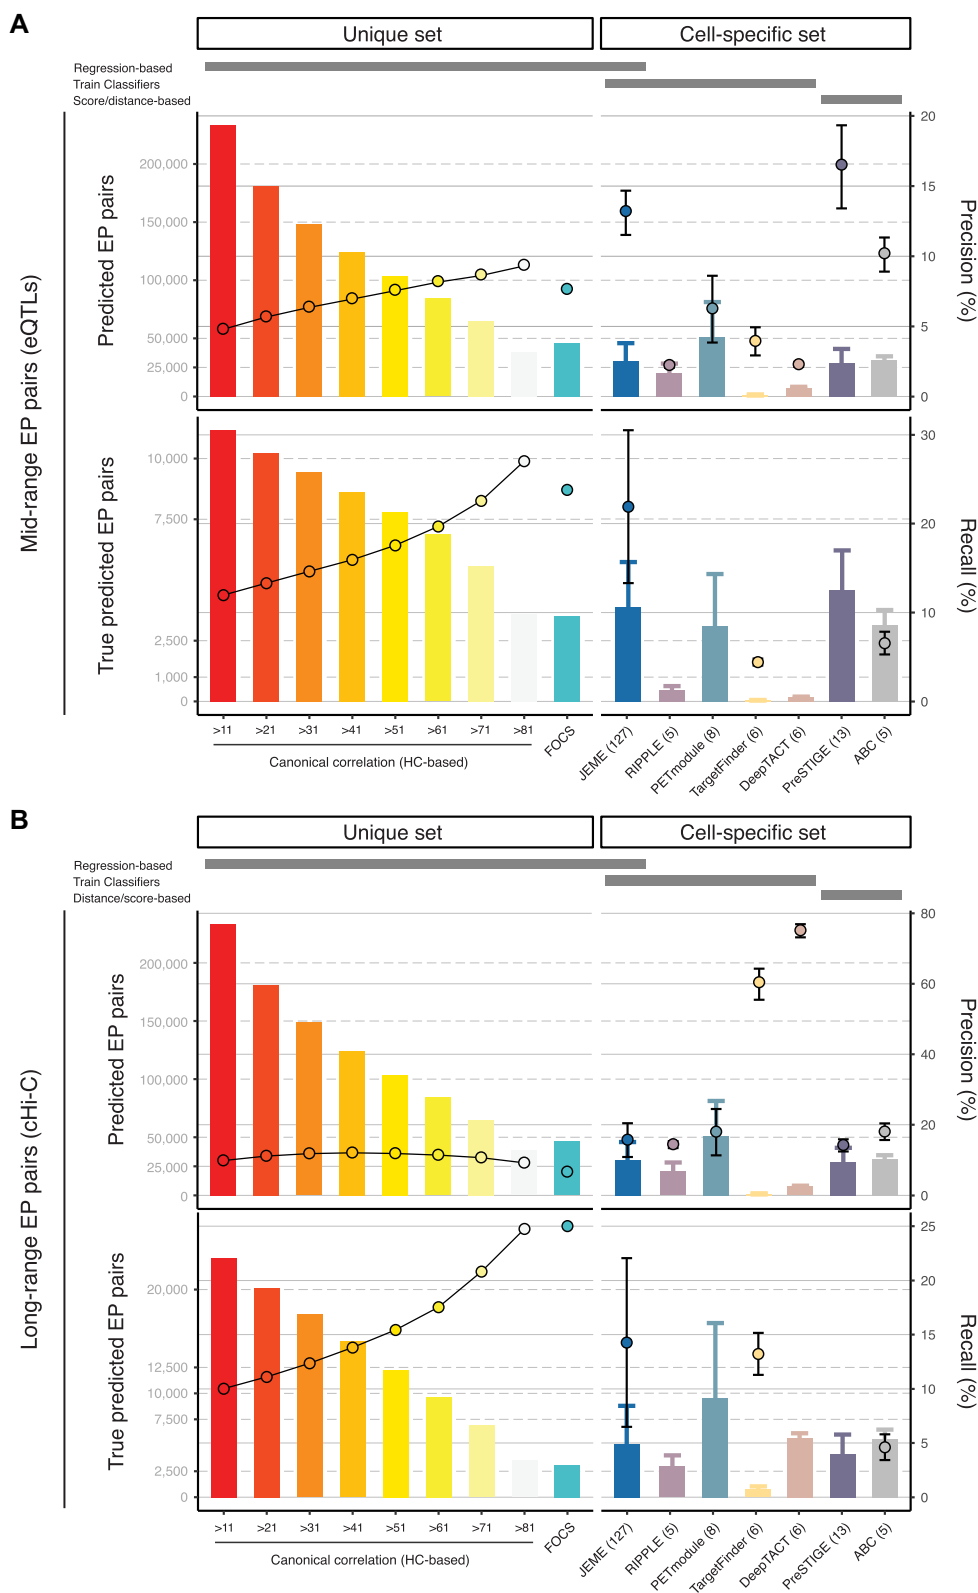 A
Unique set
Cell-specific set
Regression-based
Train Classifiers
Score/distance-based
Mid-range EP pairs (eQTLs)
Predicted EP pairs
200,000
150,000
100,000
50,000
25,000
0
20
15
10
5
0
Precision (%)
True predicted EP pairs
10,000
7,500
2,500
1,000
0
30
20
10
0
Recall (%)
>11
>21
>31
>41
>51
>61
>71
>81
FOCS
JEME (127)
RIPPLE (5)
PETmodule (8)
TargetFinder (6)
DeepTACT (6)
PreSTIGE (13)
ABC (5)
Canonical correlation (HC-based)
B
Unique set
Cell-specific set
Regression-based
Train Classifiers
Distance/score-based
Long-range EP pairs (cHi-C)
Predicted EP pairs
200,000
150,000
100,000
50,000
25,000
0
80
60
40
20
0
Precision (%)
True predicted EP pairs
20,000
12,500
10,000
7,500
2,500
0
25
20
15
10
5
0
Recall (%)
>11
>21
>31
>41
>51
>61
>71
>81
FOCS
JEME (127)
RIPPLE (5)
PETmodule (8)
TargetFinder (6)
DeepTACT (6)
PreSTIGE (13)
ABC (5)
Canonical correlation (HC-based)